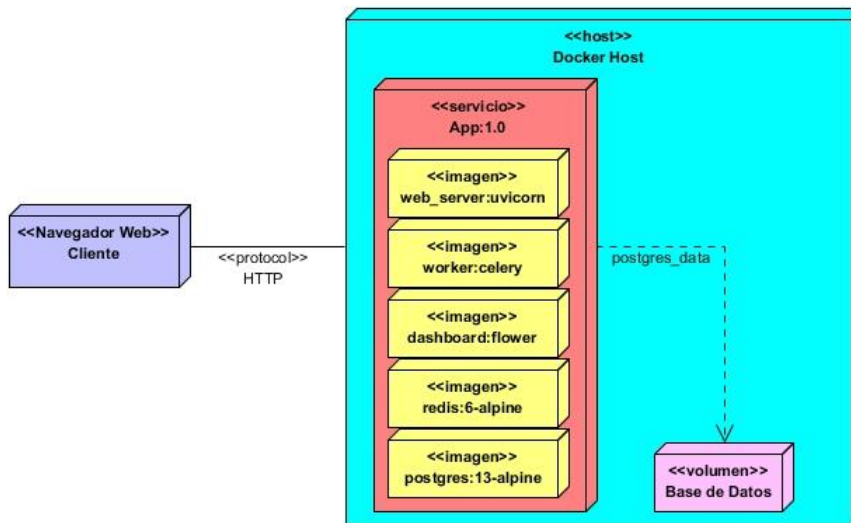 <<host>>
Docker Host
<<servicio>>
App:1.0
<<imagen>>
web_server:uvicorn
<<Navegador Web>>
Cliente
<<protocol>>
HTTP
<<imagen>>
worker:celery
postgres_data
<<imagen>>
dashboard:flower
<<imagen>>
redis:6-alpine
<<imagen>>
postgres:13-alpine
<<volumen>>
Base de Datos